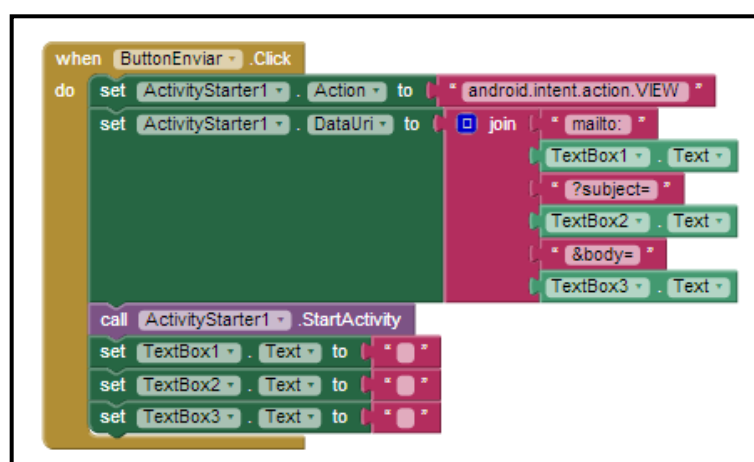 when ButtonEnviar .Click
do set ActivityStarter1 . Action to " android.intent.action.VIEW "
set ActivityStarter1 . DataUri to join " mailto: "
TextBox1 . Text
" ?subject= "
TextBox2 . Text
" &body= "
TextBox3 . Text
call ActivityStarter1 .StartActivity
set TextBox1 . Text to " "
set TextBox2 . Text to " "
set TextBox3 . Text to " "